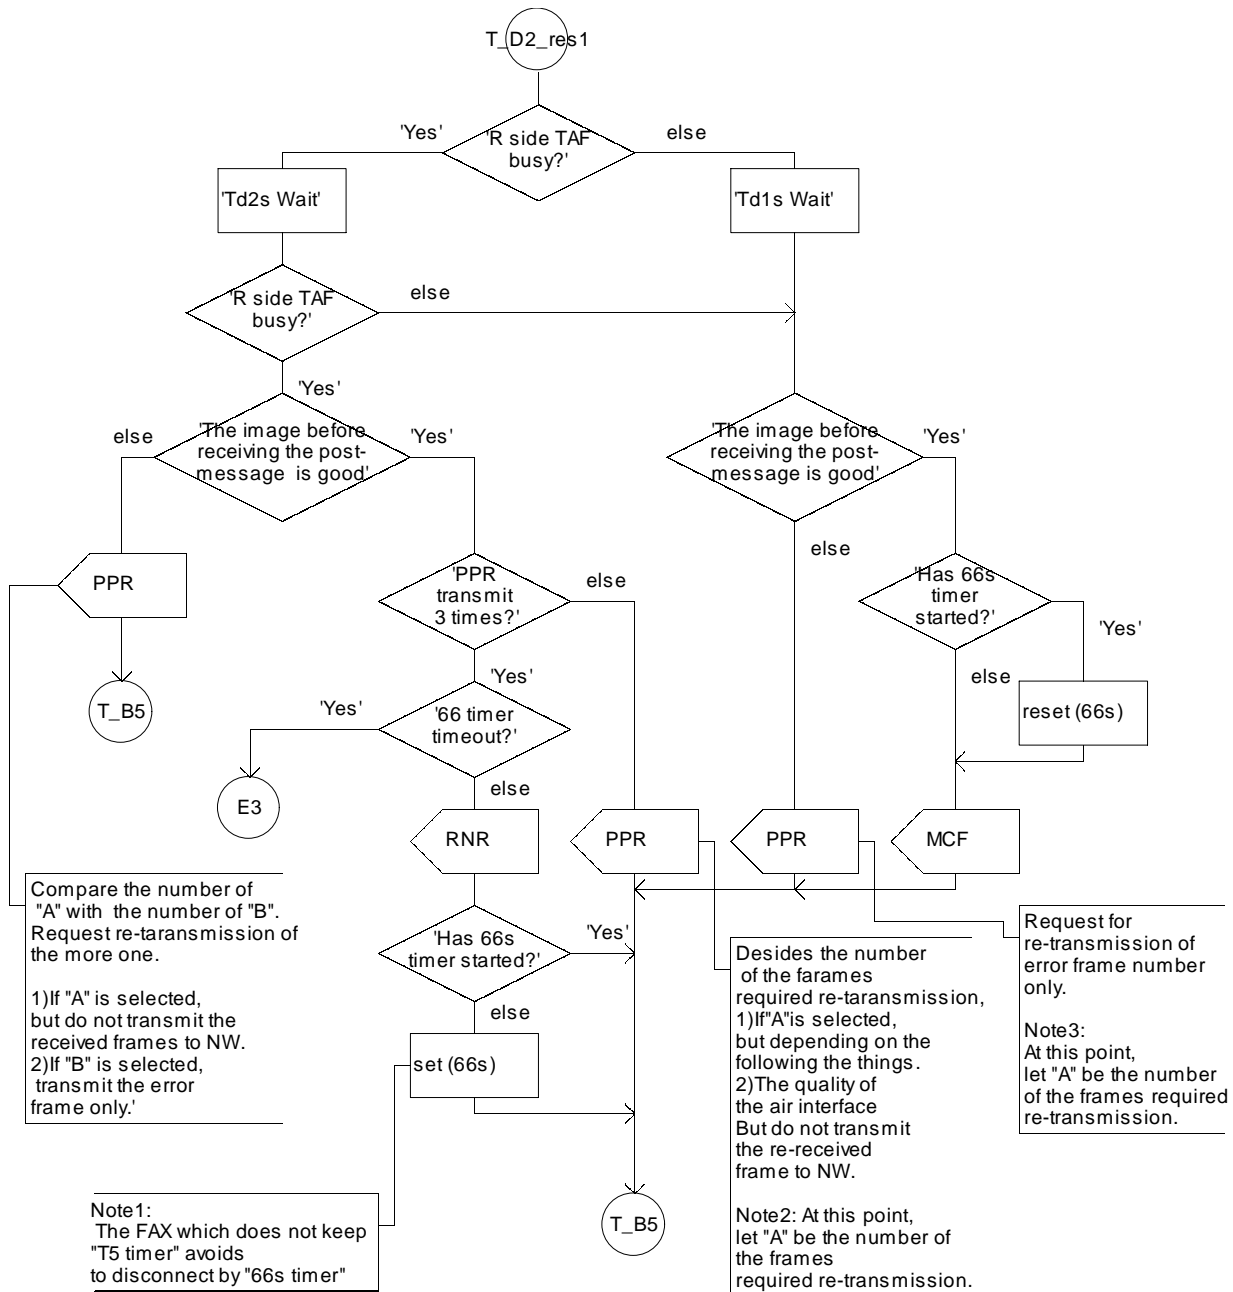 T_D2_res1
'Yes'
'R side TAF
busy?'
else
'Td2s Wait'
'Td1s Wait'
'R side TAF
busy?'
else
'Yes'
else
'The image before
receiving the post-
message  is good'
'Yes'
'The image before
receiving the post-
message is good'
'Yes'
else
PPR
'PPR
transmit
3 times?'
else
'Has 66s
timer
started?'
'Yes'
else
reset (66s)
T_B5
'Yes'
'Yes'
'66 timer
timeout?'
else
E3
RNR
PPR
PPR
MCF
Compare the number of
"A" with  the number of "B".
Request re-taransmission of
the more one.
1)If "A" is selected,
but do not transmit the
received frames to NW.
2)If "B" is selected,
transmit the error
frame only.'
'Has 66s
timer started?'
'Yes'
else
set (66s)
Desides the number
of the farames
required re-taransmission,
1)If"A"is selected,
but depending on the
following the things.
2)The quality of
the air interface
But do not transmit
the re-received
frame to NW.
Note2: At this point,
let "A" be the number of
the frames
required re-transmission.
Request for
re-transmission of
error frame number
only.
Note3:
At this point,
let "A" be the number
of the frames required
re-transmission.
Note1:
The FAX which does not keep
"T5 timer" avoids
to disconnect by "66s timer"
T_B5